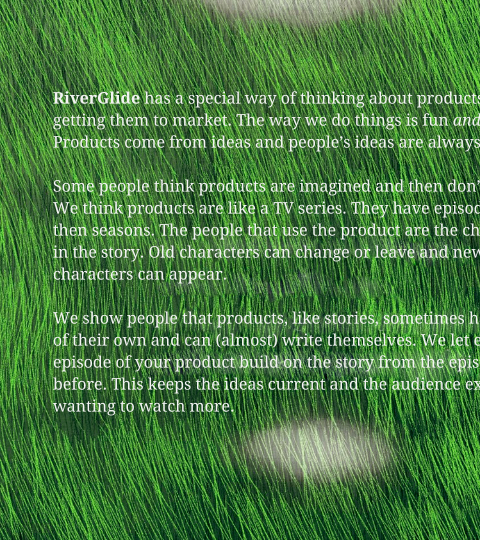 RiverGlide has a special way of thinking about products
getting them to market. The way we do things is fun and
Products come from ideas and people's ideas are always
Some people think products are imagined and then don'
We think products are like a TV series. They have
then seasons. The people that use the product are the
in the story. Old characters can change or leave and new
characters can appear.
We show people that products, like stories, sometimes
of their own and can (almost) write themselves. We let
episode of your product build on the story from the
before. This keeps the ideas current and the audience
wanting to watch more.